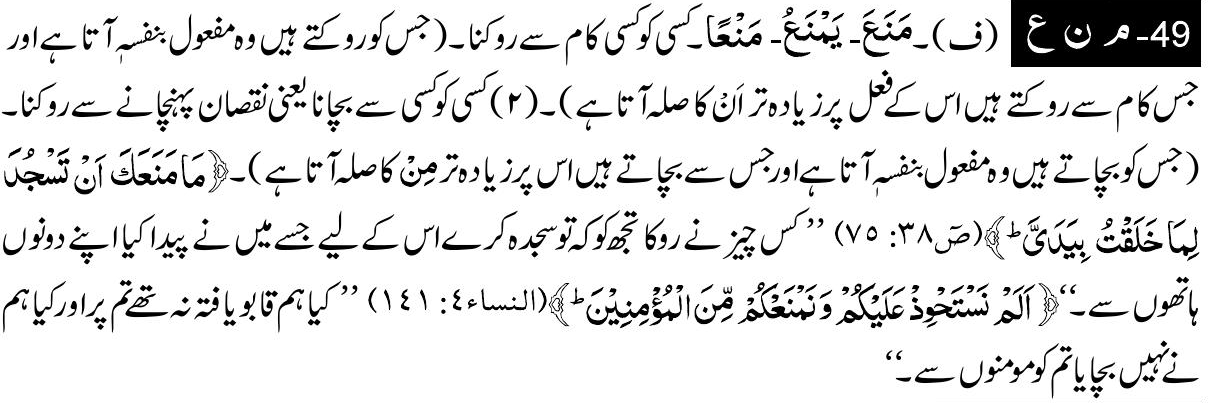 49- م ن ع (ف)۔ مَنَعَ۔ يَمْنَعُ۔ مَنْعًا۔ کسی کو کسی کام سے روکنا۔ (جس کو روکتے ہیں وہ مفعول بنفسہٖ آتا ہے اور
جس کام سے روکتے ہیں اس کے فعل پر زیادہ تر اَنْ کا صلہ آتا ہے)۔ (۲) کسی کو کسی سے بچانا یعنی نقصان پہنچانے سے روکنا۔
(جس کو بچاتے ہیں وہ مفعول بنفسہٖ آتا ہے اور جس سے بچاتے ہیں اس پر زیادہ تر مِنْ کا صلہ آتا ہے)۔ ﴿مَا مَنَعَكَ اَنْ تَسْجُدَ
لِمَا خَلَقْتُ بِيَدَىَّ ؕ﴾ (صٓ ۳۸: ۷۵) ’’کس چیز نے روکا تجھ کو کہ تو سجدہ کرے اس کے لیے جسے میں نے پیدا کیا اپنے دونوں
ہاتھوں سے۔‘‘ ﴿اَلَمْ نَسْتَحْوِذْ عَلَيْكُمْ وَنَمْنَعْكُمْ مِّنَ الْمُؤْمِنِيْنَ ؕ﴾ (النساء ٤: ١٤١) ’’کیا ہم قابو یافتہ نہ تھے تم پر اور کیا ہم
نے نہیں بچایا تم کو مومنوں سے۔‘‘